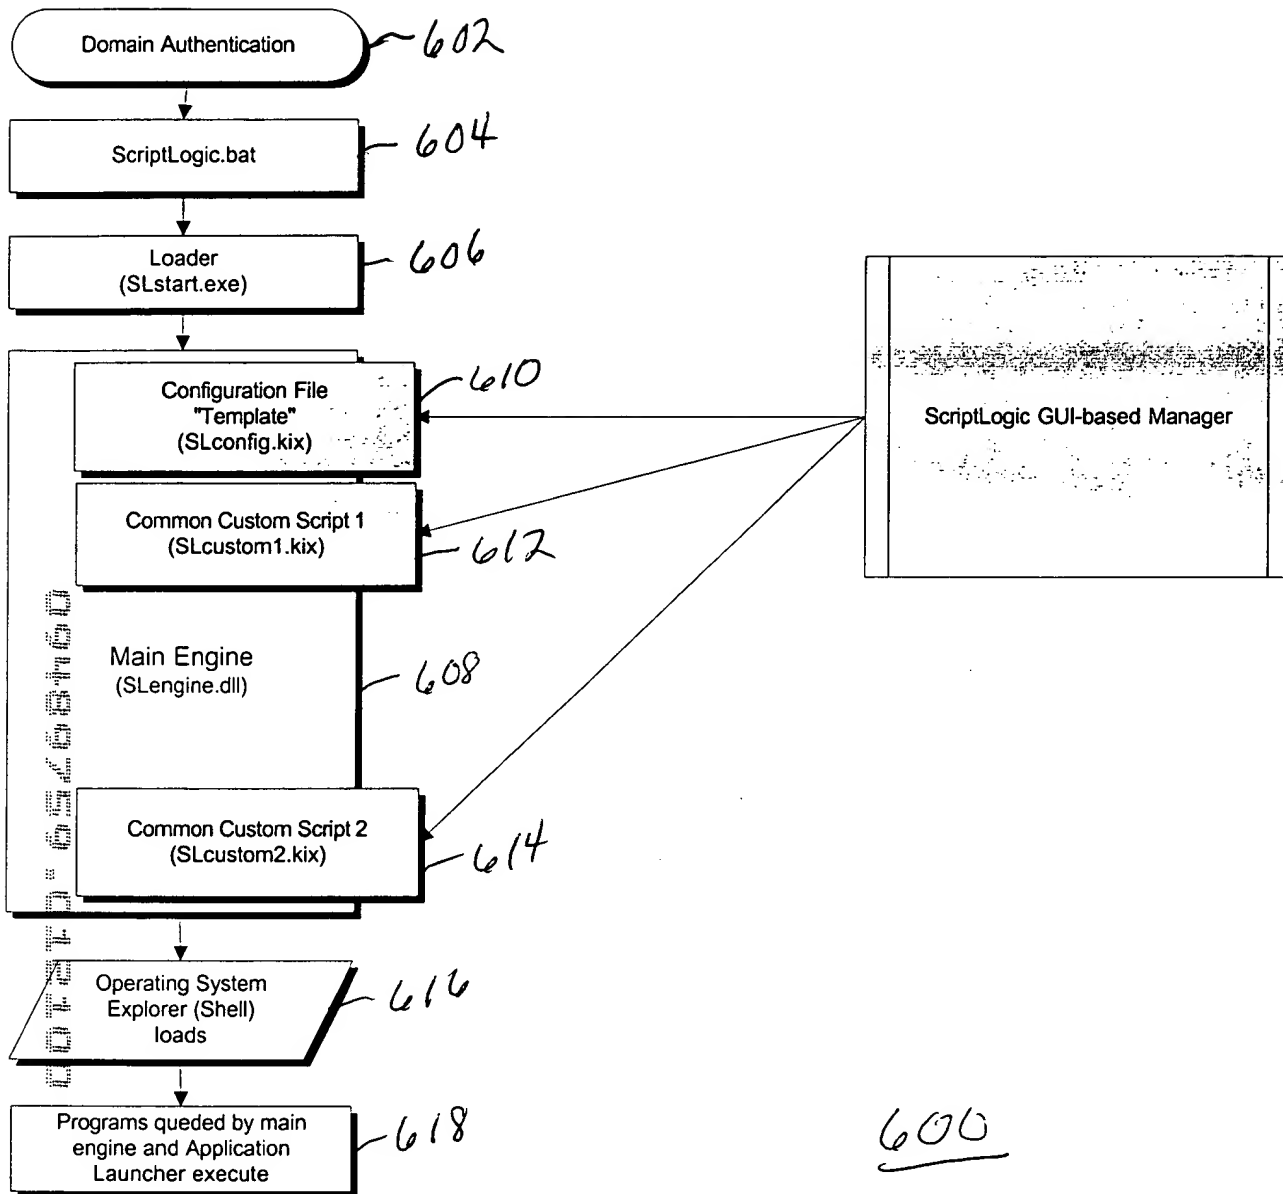 Domain Authentication
602
ScriptLogic.bat
604
Loader
(SLstart.exe)
606
Configuration File
"Template"
(SLconfig.kix)
610
Common Custom Script 1
(SLcustom1.kix)
612
Main Engine
(SLengine.dll)
608
Common Custom Script 2
(SLcustom2.kix)
614
ScriptLogic GUI-based Manager
Operating System
Explorer (Shell)
loads
616
Programs queded by main
engine and Application
Launcher execute
618
600